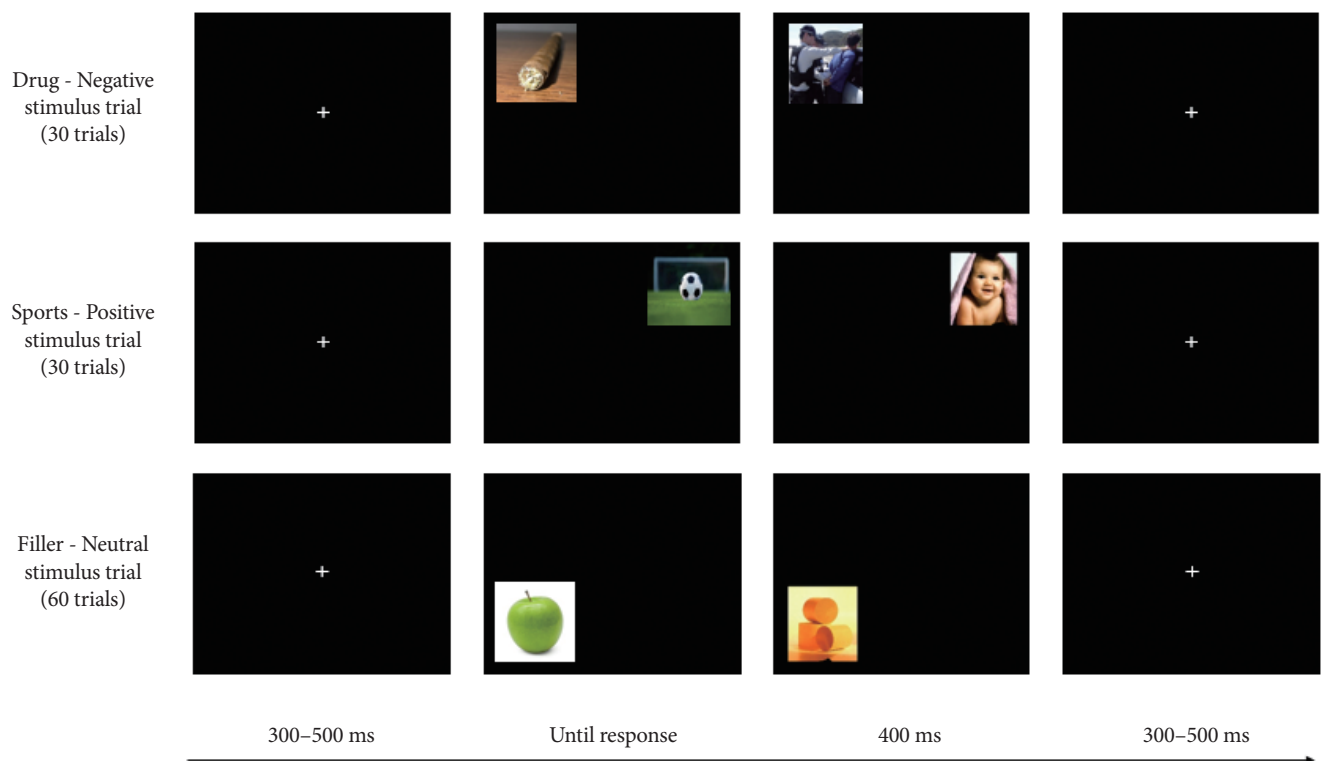 Drug - Negative
stimulus trial
(30 trials)
Sports - Positive
stimulus trial
(30 trials)
Filler - Neutral
stimulus trial
(60 trials)
300–500 ms
Until response
400 ms
300–500 ms